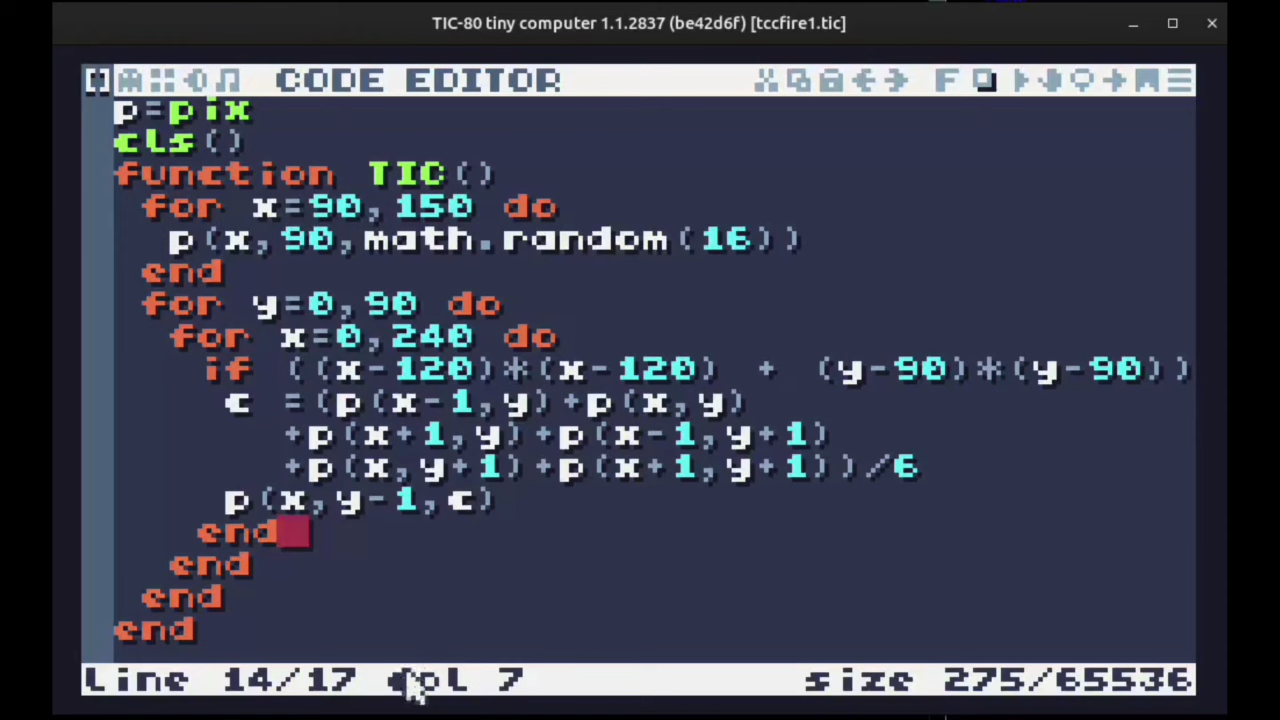 TIC-80 tiny computer 1.1.2837 (be42d6f) [tccfire1.tic]
CODE EDITOR
F
p=pix
cls()
function TIC()
 for x=90,150 do
  p(x,90,math.random(16))
 end
 for y=0,90 do
  for x=0,240 do
   if ((x-120)*(x-120) + (y-90)*(y-90))
    c =(p(x-1,y)+p(x,y)
      +p(x+1,y)+p(x-1,y+1)
      +p(x,y+1)+p(x+1,y+1))/6
    p(x,y-1,c)
   end
  end
 end
end
line 14/17 col 7
size 275/65536